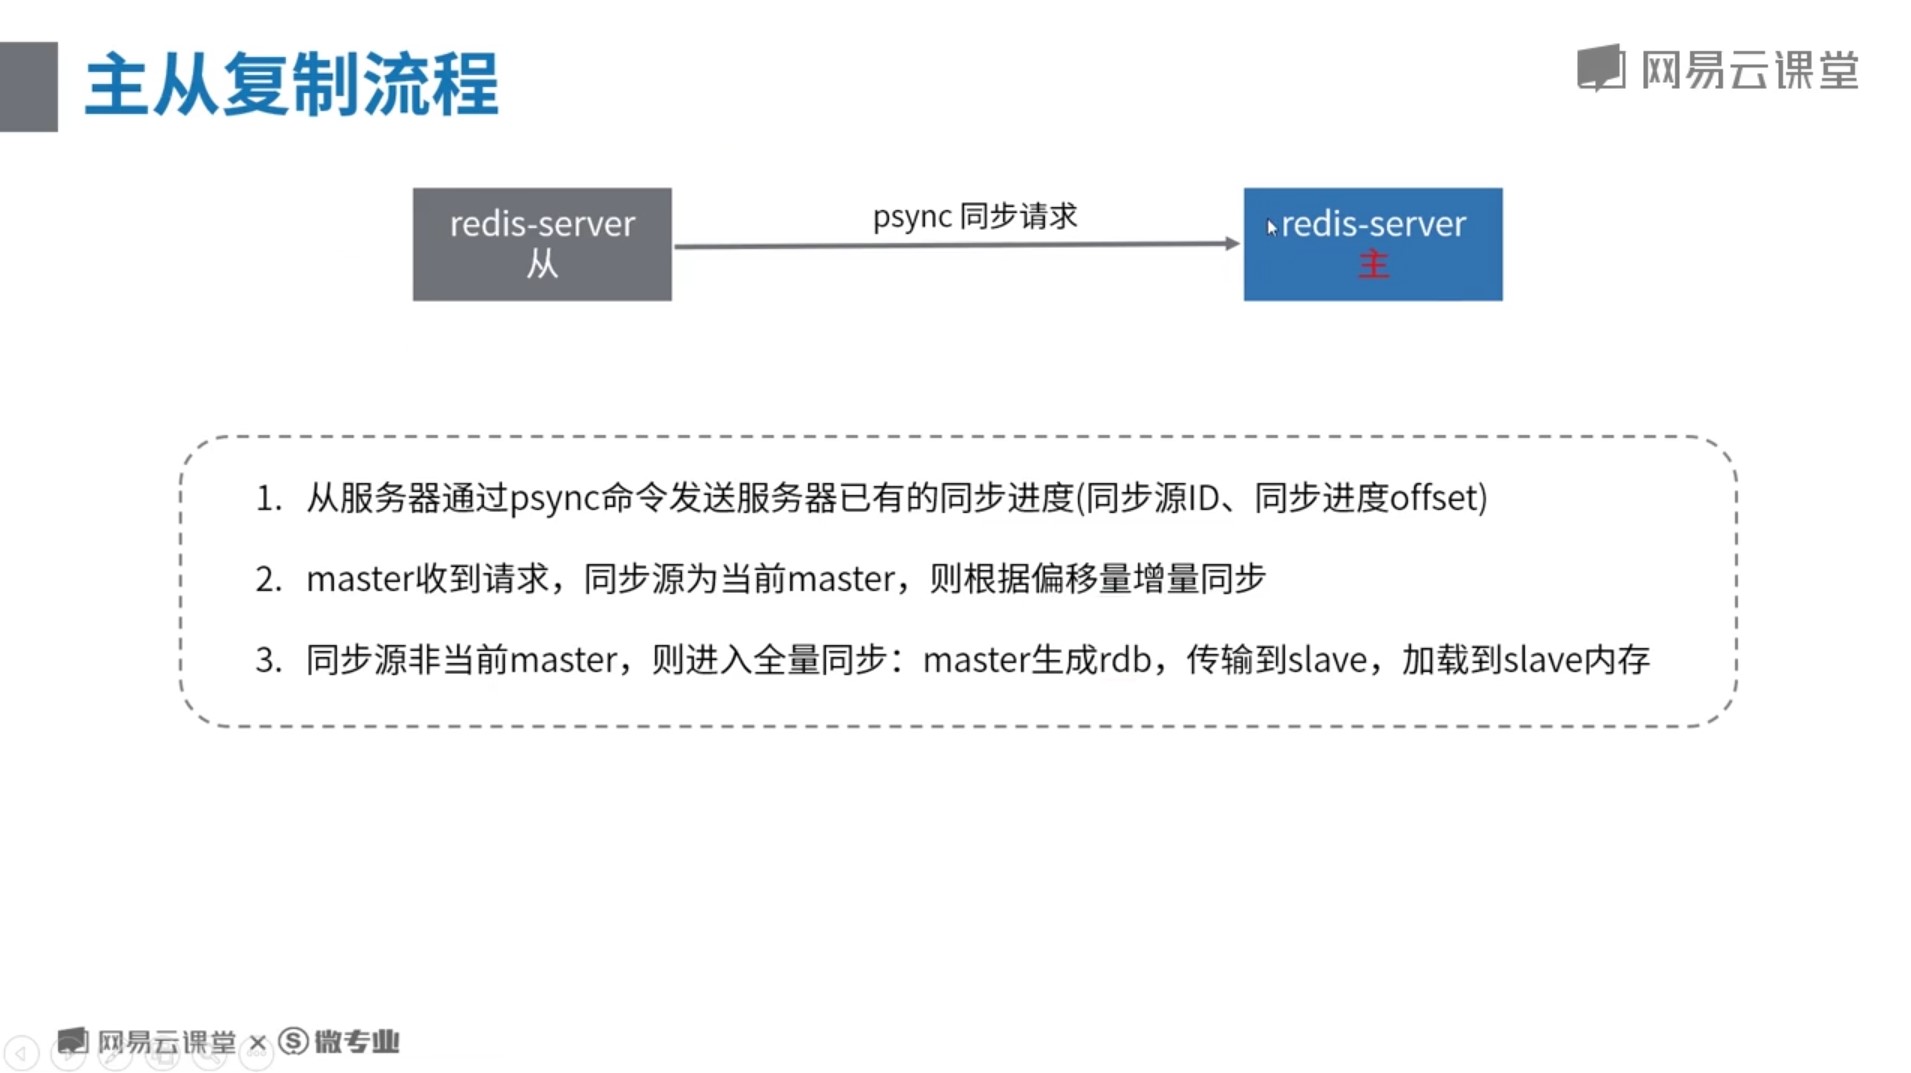 主从复制流程
网易云课堂
redis-server
从
psync 同步请求
redis-server
主
1. 从服务器通过psync命令发送服务器已有的同步进度(同步源ID、同步进度offset)
2. master收到请求，同步源为当前master，则根据偏移量增量同步
3. 同步源非当前master，则进入全量同步：master生成rdb，传输到slave，加载到slave内存
网易云课堂 × 微专业